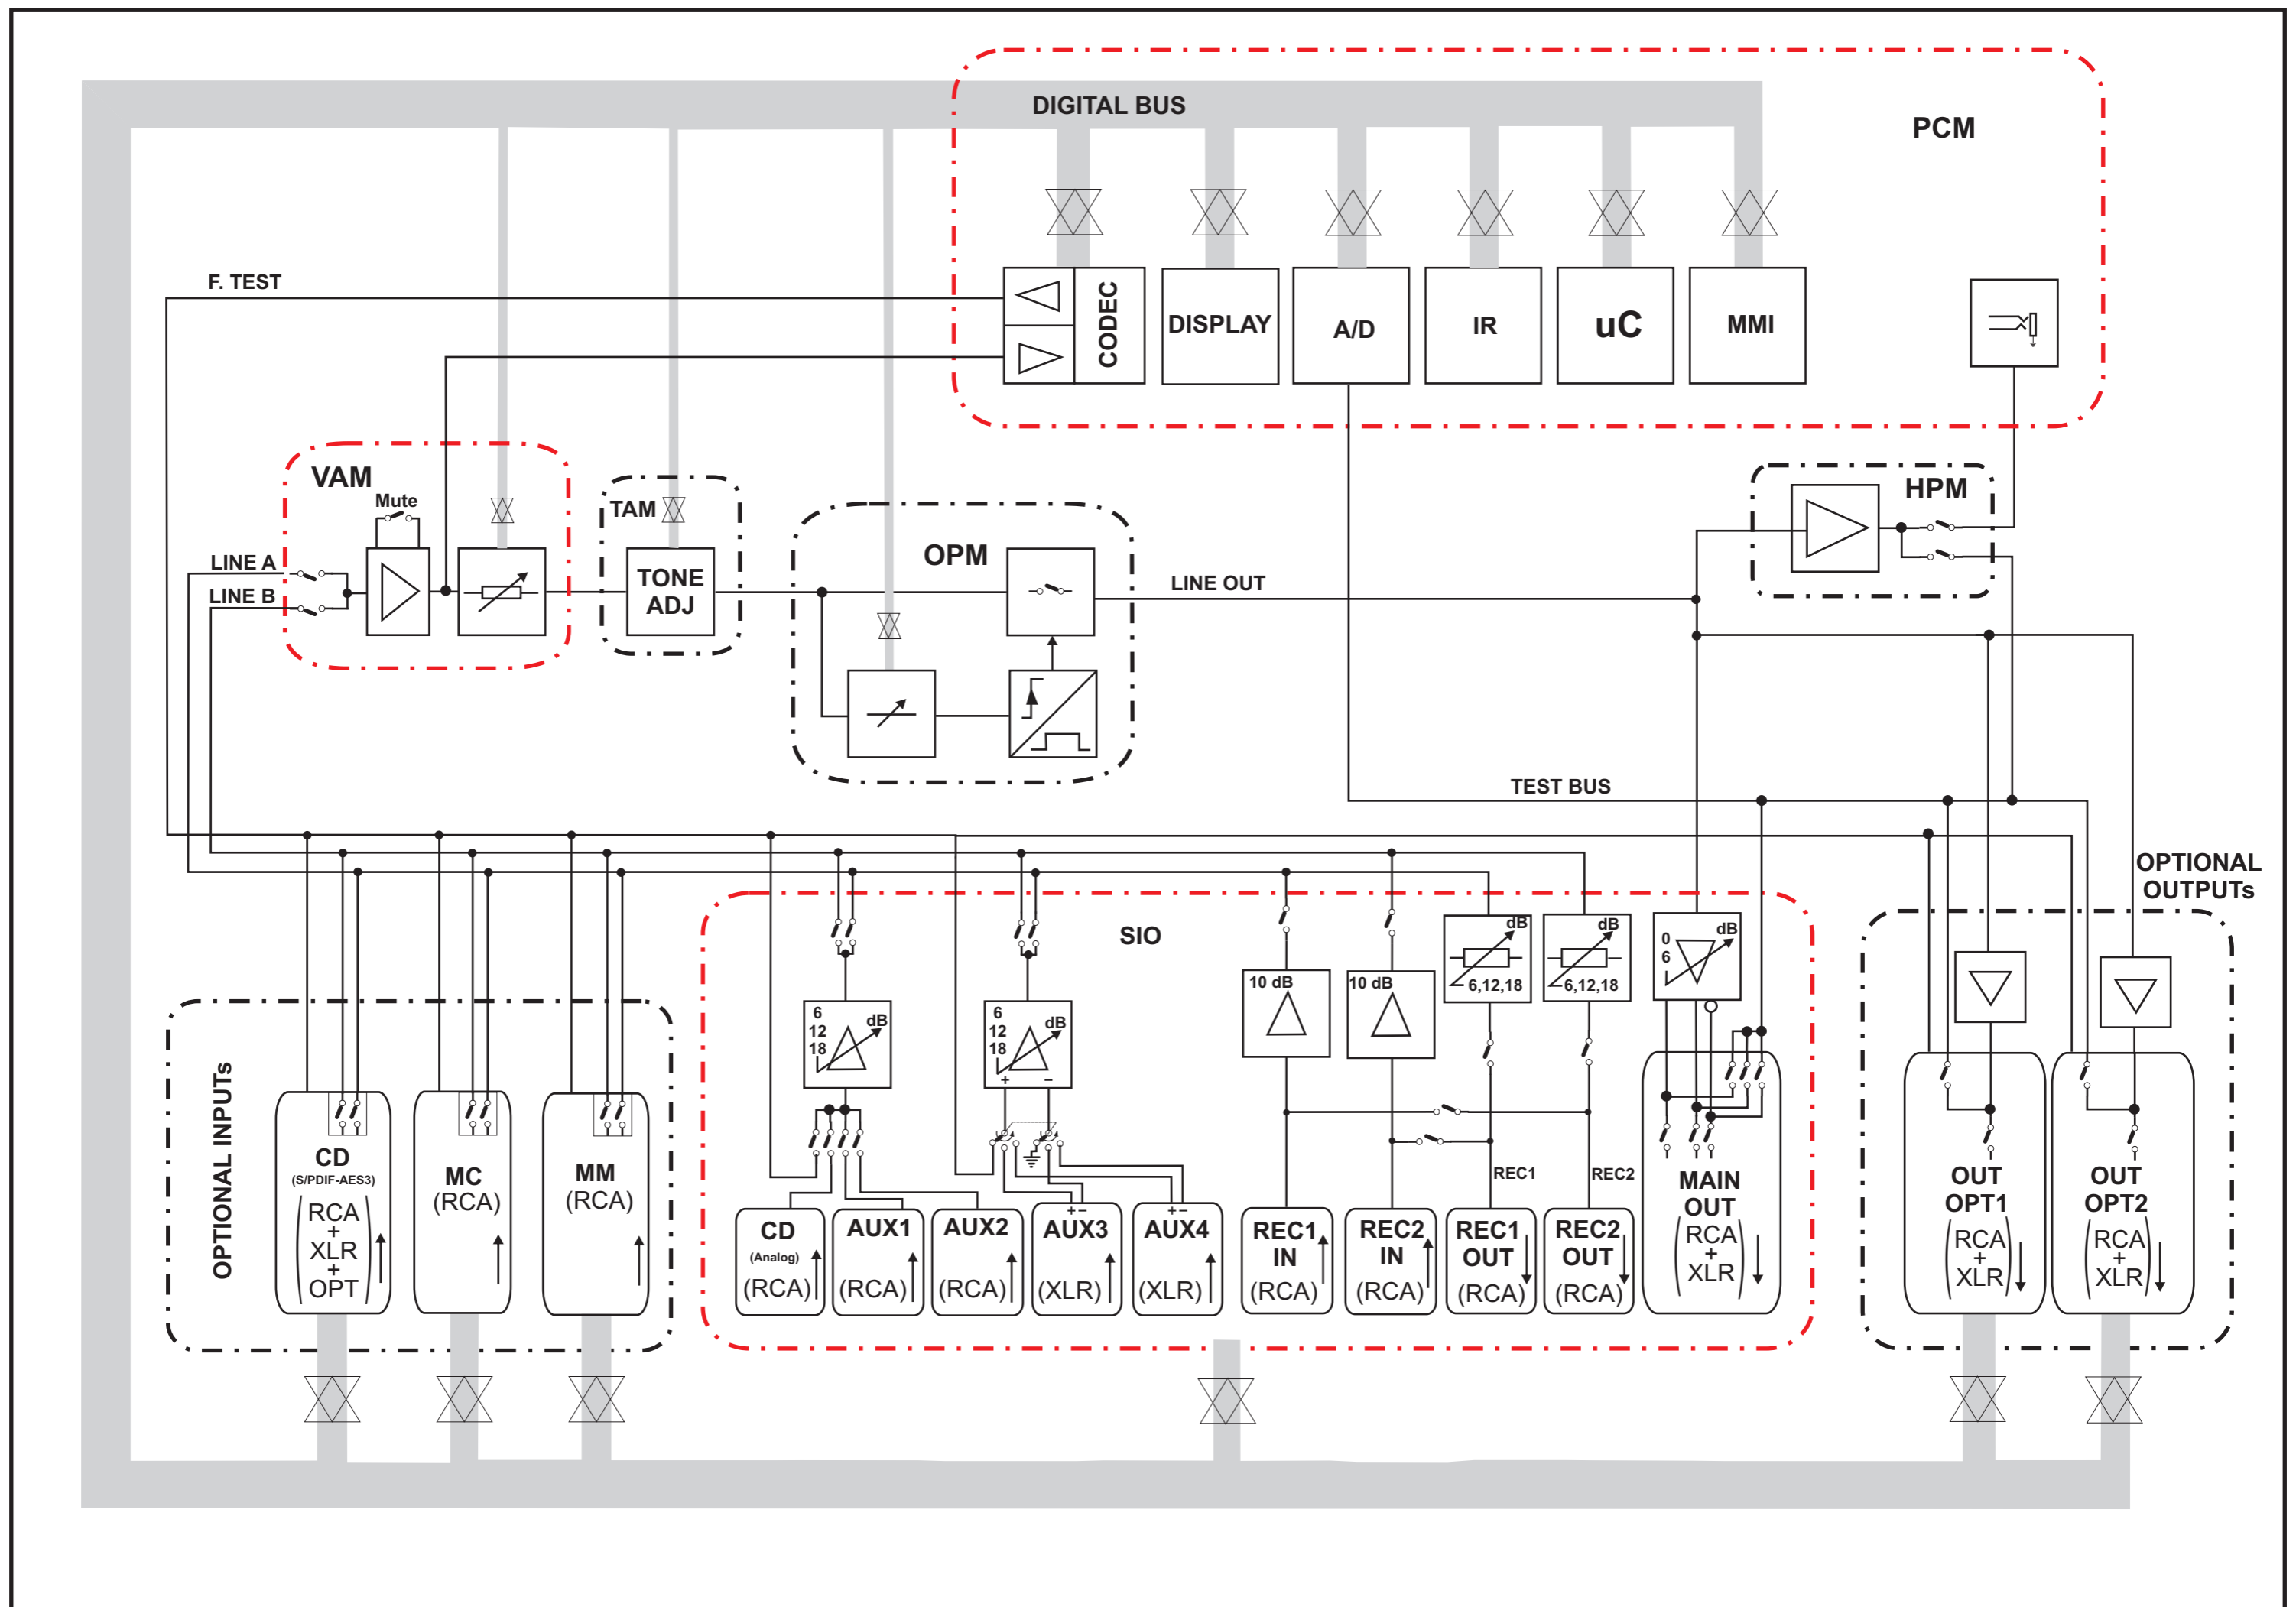 DIGITAL BUS
PCM
F. TEST
CODEC
DISPLAY
A/D
IR
uC
MMI
VAM
Mute
TAM
LINE A
LINE B
TONE
ADJ
OPM
LINE OUT
HPM
TEST BUS
OPTIONAL
OUTPUTs
SIO
OPTIONAL INPUTs
CD
(S/PDIF-AES3)
RCA
+
XLR
+
OPT
MC
(RCA)
MM
(RCA)
6
12
18
dB
6
12
18
dB
+ −
10 dB
10 dB
dB
6,12,18
dB
6,12,18
0
6
dB
REC1
REC2
CD
(Analog)
(RCA)
AUX1
(RCA)
AUX2
(RCA)
+−
AUX3
(XLR)
+−
AUX4
(XLR)
REC1
IN
(RCA)
REC2
IN
(RCA)
REC1
OUT
(RCA)
REC2
OUT
(RCA)
MAIN
OUT
RCA
+
XLR
OUT
OPT1
RCA
+
XLR
OUT
OPT2
RCA
+
XLR